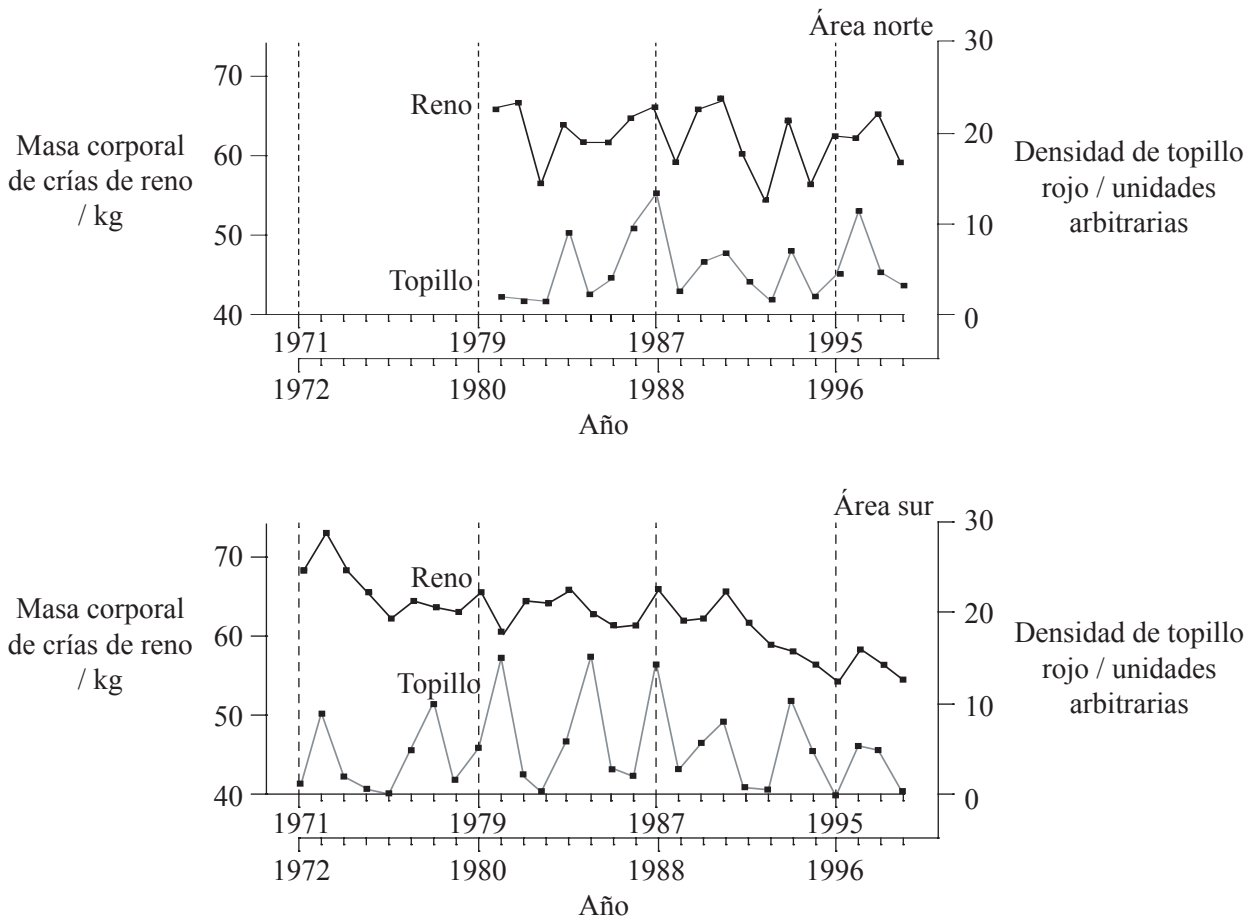 Área norte
30
70
Reno
Masa corporal
de crías de reno
/ kg
60
20
Densidad de topillo
rojo / unidades
arbitrarias
50
10
Topillo
40
0
1971
1979
1987
1995
1972
1980
1988
1996
Año
Área sur
30
70
Reno
Masa corporal
de crías de reno
/ kg
60
20
Densidad de topillo
rojo / unidades
arbitrarias
Topillo
50
10
40
0
1971
1979
1987
1995
1972
1980
1988
1996
Año